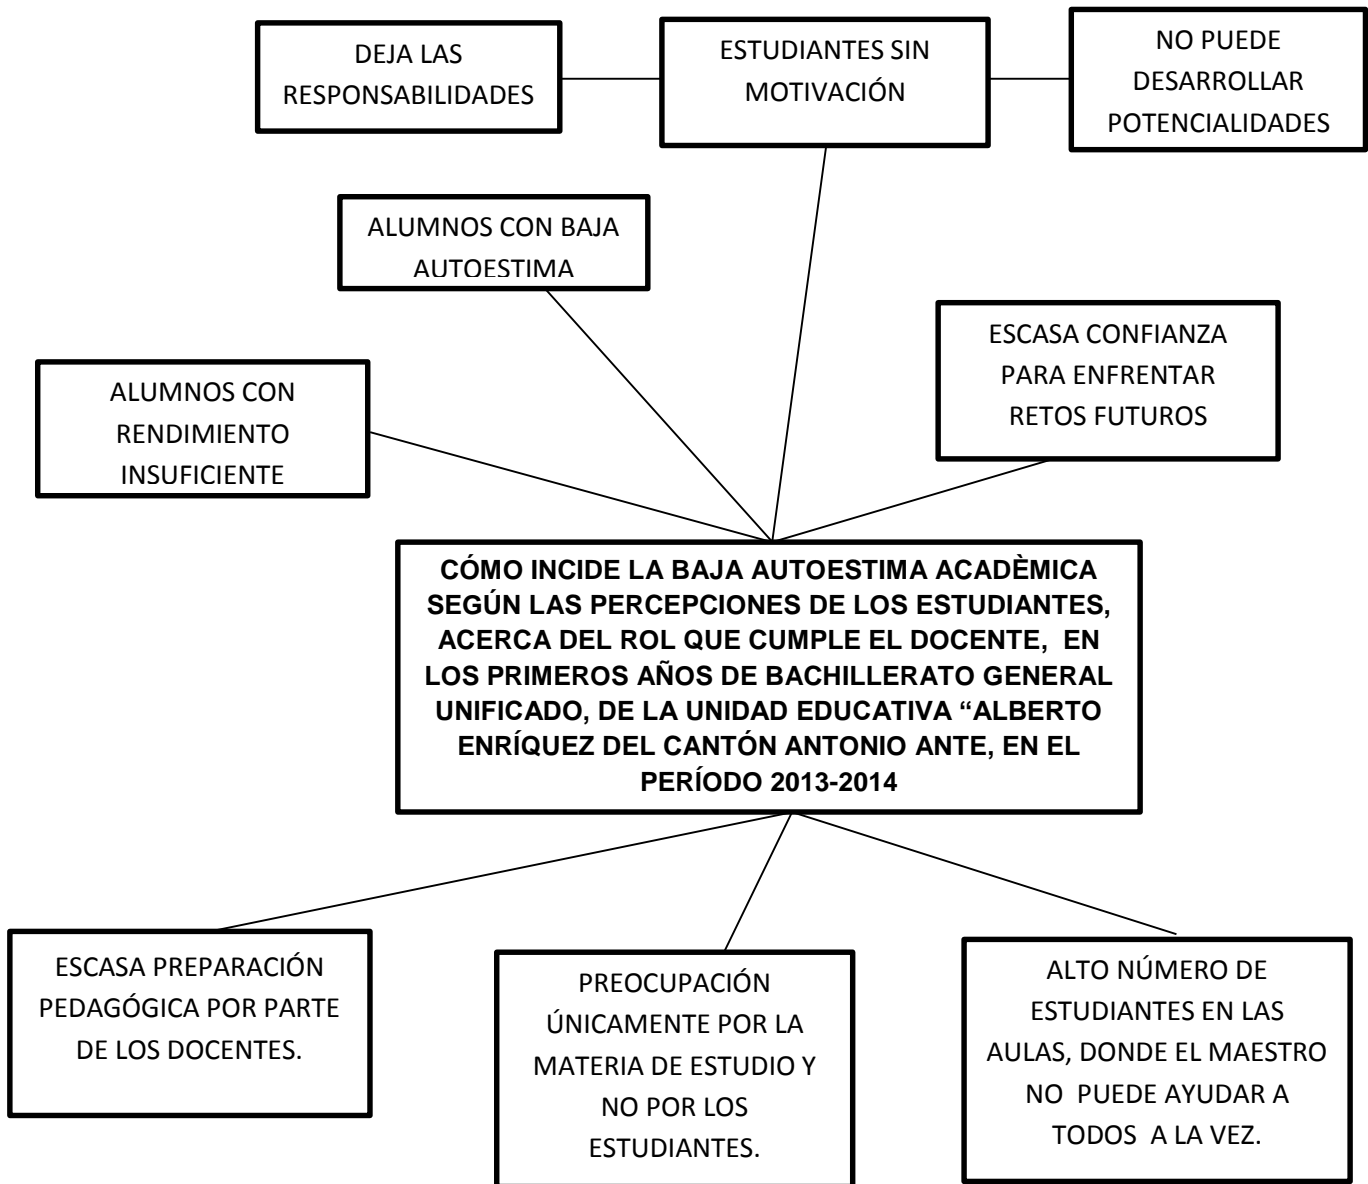 DEJA LAS
RESPONSABILIDADES
ESTUDIANTES SIN
MOTIVACIÓN
NO PUEDE
DESARROLLAR
POTENCIALIDADES
ALUMNOS CON BAJA
AUTOESTIMA
ESCASA CONFIANZA
PARA ENFRENTAR
RETOS FUTUROS
ALUMNOS CON
RENDIMIENTO
INSUFICIENTE
CÓMO INCIDE LA BAJA AUTOESTIMA ACADÈMICA
SEGÚN LAS PERCEPCIONES DE LOS ESTUDIANTES,
ACERCA DEL ROL QUE CUMPLE EL DOCENTE, EN
LOS PRIMEROS AÑOS DE BACHILLERATO GENERAL
UNIFICADO, DE LA UNIDAD EDUCATIVA “ALBERTO
ENRÍQUEZ DEL CANTÓN ANTONIO ANTE, EN EL
PERÍODO 2013-2014
ESCASA PREPARACIÓN
PEDAGÓGICA POR PARTE
DE LOS DOCENTES.
PREOCUPACIÓN
ÚNICAMENTE POR LA
MATERIA DE ESTUDIO Y
NO POR LOS
ESTUDIANTES.
ALTO NÚMERO DE
ESTUDIANTES EN LAS
AULAS, DONDE EL MAESTRO
NO PUEDE AYUDAR A
TODOS A LA VEZ.